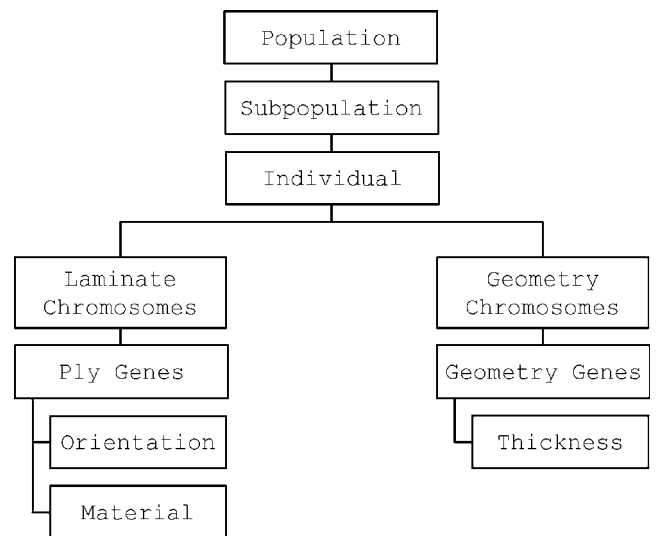 Population
Subpopulation
Individual
Laminate
Chromosomes
Geometry
Chromosomes
Ply Genes
Geometry Genes
Orientation
Thickness
Material